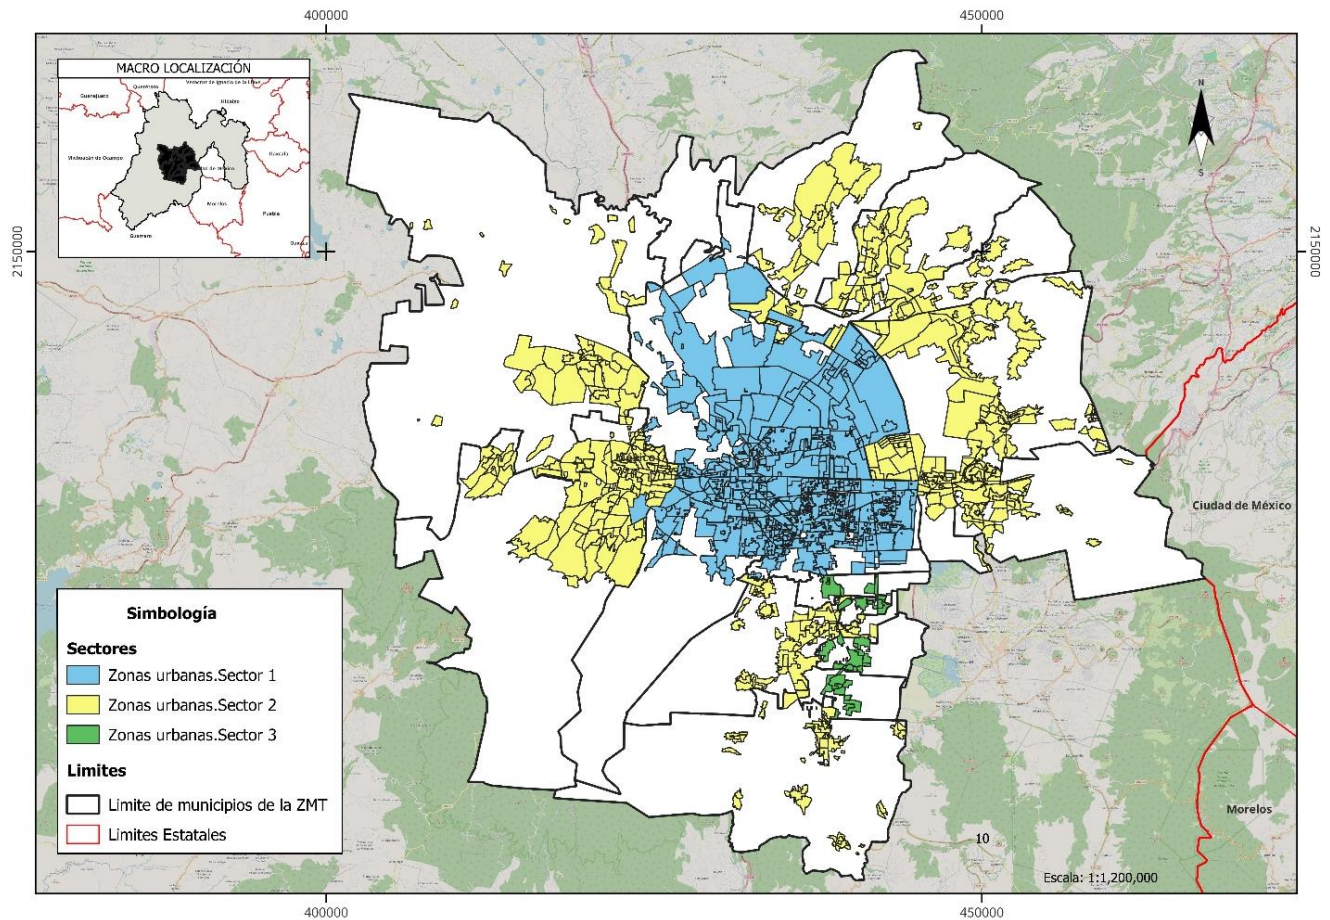 400000
450000
MACRO LOCALIZACIÓN
Querétaro
Guanajuato
Hidalgo
Michoacán de Ocampo
Tlaxcala
Morelos
Puebla
Guerrero
N
S
2150000
2150000
Ciudad de México
Simbología
Sectores
Zonas urbanas.Sector 1
Zonas urbanas.Sector 2
Zonas urbanas.Sector 3
Limites
Limite de municipios de la ZMT
Limites Estatales
Morelos
10
Escala: 1:1,200,000
400000
450000